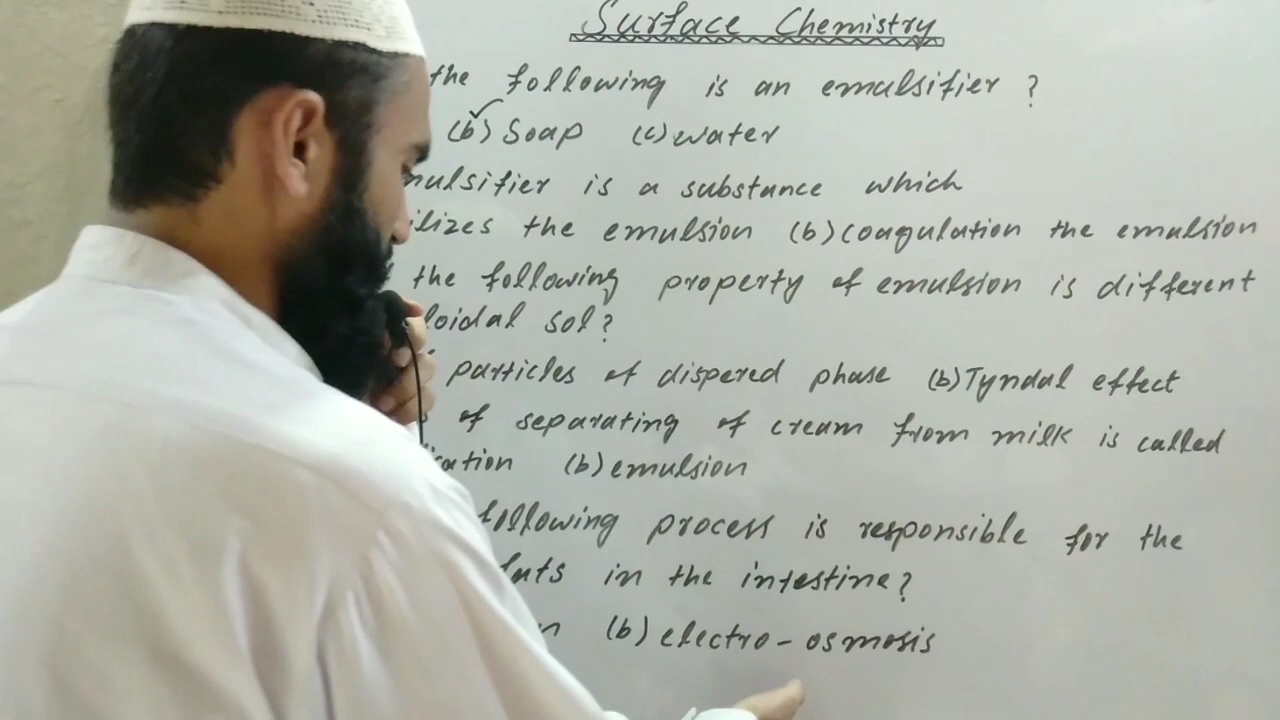 Surface Chemistry
the following is an emulsifier ?
(b) Soap (c) water
mulsifier is a substance which
ilizes the emulsion (b) coagulation the emulsion
the following property of emulsion is different
loidal sol?
particles of dispered phase (b) Tyndal effect
of separating of cream from milk is called
cation (b) emulsion
following process is responsible for the
fats in the intestine?
n (b) electro-osmosis